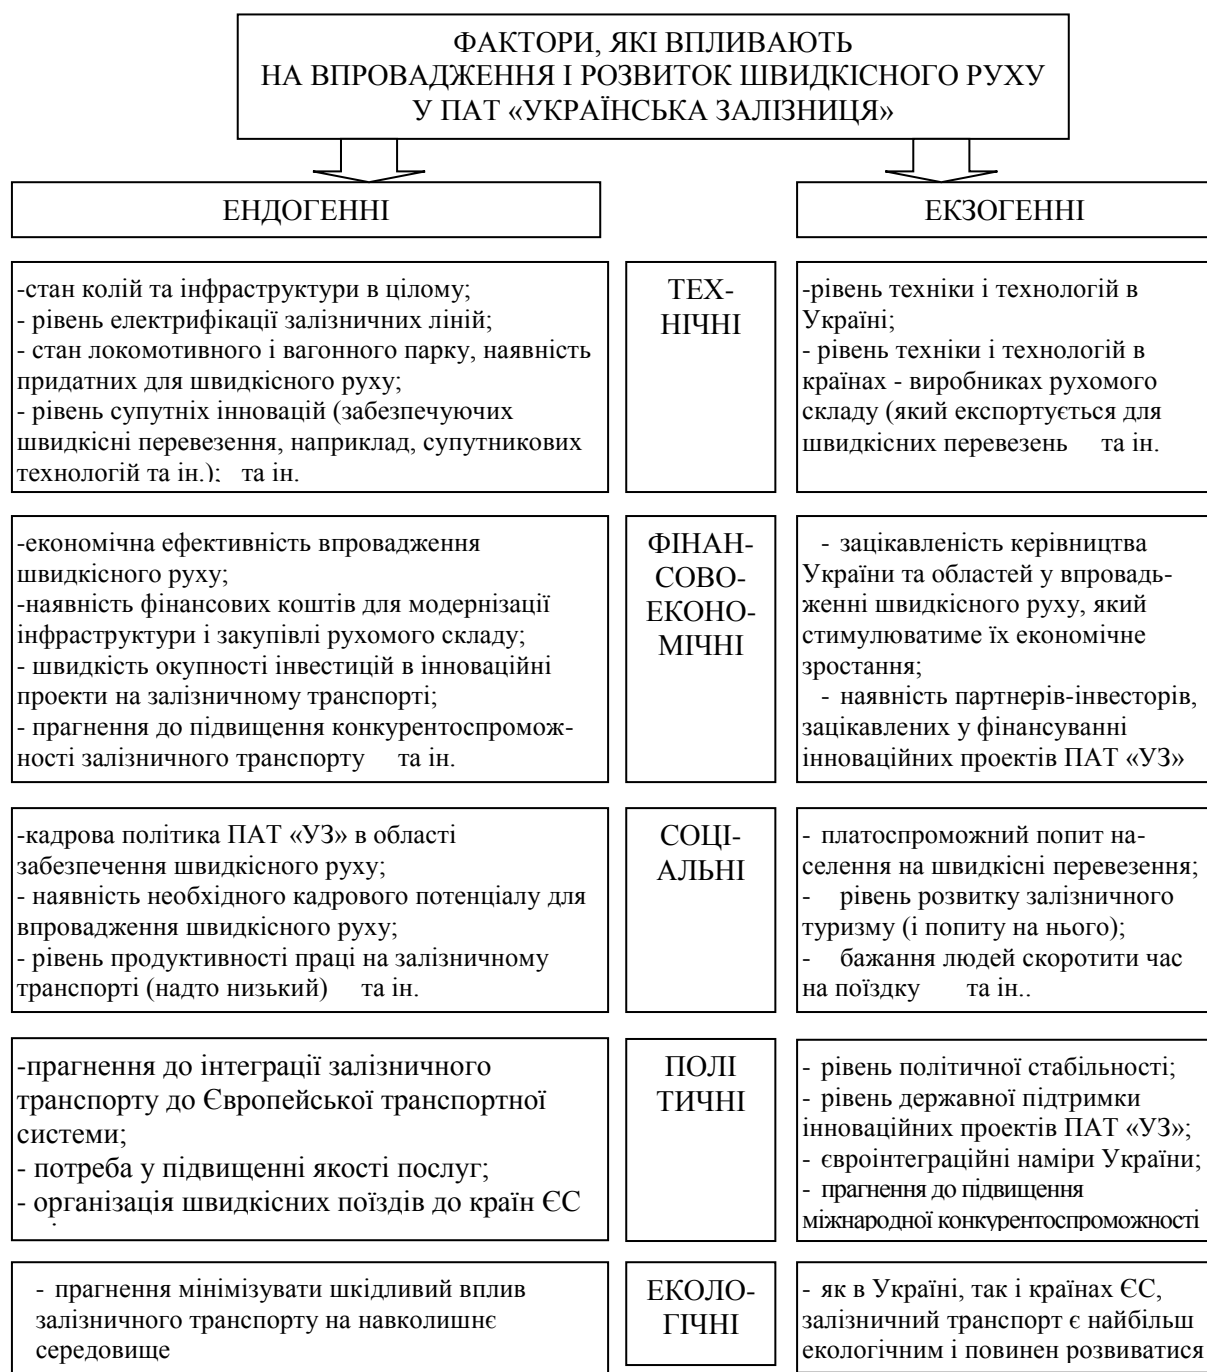 ФАКТОРИ, ЯКІ ВПЛИВАЮТЬ
НА ВПРОВАДЖЕННЯ І РОЗВИТОК ШВИДКІСНОГО РУХУ
У ПАТ «УКРАЇНСЬКА ЗАЛІЗНИЦЯ»
ЕНДОГЕННІ
ЕКЗОГЕННІ
-стан колій та інфраструктури в цілому;
- рівень електрифікації залізничних ліній;
- стан локомотивного і вагонного парку, наявність
придатних для швидкісного руху;
- рівень супутніх інновацій (забезпечуючих
швидкісні перевезення, наприклад, супутникових
технологій та ін.); та ін.
ТЕХ-
НІЧНІ
-рівень техніки і технологій в
Україні;
- рівень техніки і технологій в
країнах - виробниках рухомого
складу (який експортується для
швидкісних перевезень та ін.
-економічна ефективність впровадження
швидкісного руху;
-наявність фінансових коштів для модернізації
інфраструктури і закупівлі рухомого складу;
- швидкість окупності інвестицій в інноваційні
проекти на залізничному транспорті;
- прагнення до підвищення конкурентоспромож-
ності залізничного транспорту та ін.
ФІНАН-
СОВО-
ЕКОНО-
МІЧНІ
- зацікавленість керівництва
України та областей у впровадь-
женні швидкісного руху, який
стимулюватиме їх економічне
зростання;
- наявність партнерів-інвесторів,
зацікавлених у фінансуванні
інноваційних проектів ПАТ «УЗ»
-кадрова політика ПАТ «УЗ» в області
забезпечення швидкісного руху;
- наявність необхідного кадрового потенціалу для
впровадження швидкісного руху;
- рівень продуктивності праці на залізничному
транспорті (надто низький) та ін.
СОЦІ-
АЛЬНІ
- платоспроможний попит на-
селення на швидкісні перевезення;
- рівень розвитку залізничного
туризму (і попиту на нього);
- бажання людей скоротити час
на поїздку та ін..
-прагнення до інтеграції залізничного
транспорту до Європейської транспортної
системи;
- потреба у підвищенні якості послуг;
- організація швидкісних поїздів до країн ЄС
ПОЛІ
ТИЧНІ
- рівень політичної стабільності;
- рівень державної підтримки
інноваційних проектів ПАТ «УЗ»;
- євроінтеграційні наміри України;
- прагнення до підвищення
міжнародної конкурентоспроможності
- прагнення мінімізувати шкідливий вплив
залізничного транспорту на навколишнє
середовище
ЕКОЛО-
ГІЧНІ
- як в Україні, так і країнах ЄС,
залізничний транспорт є найбільш
екологічним і повинен розвиватися